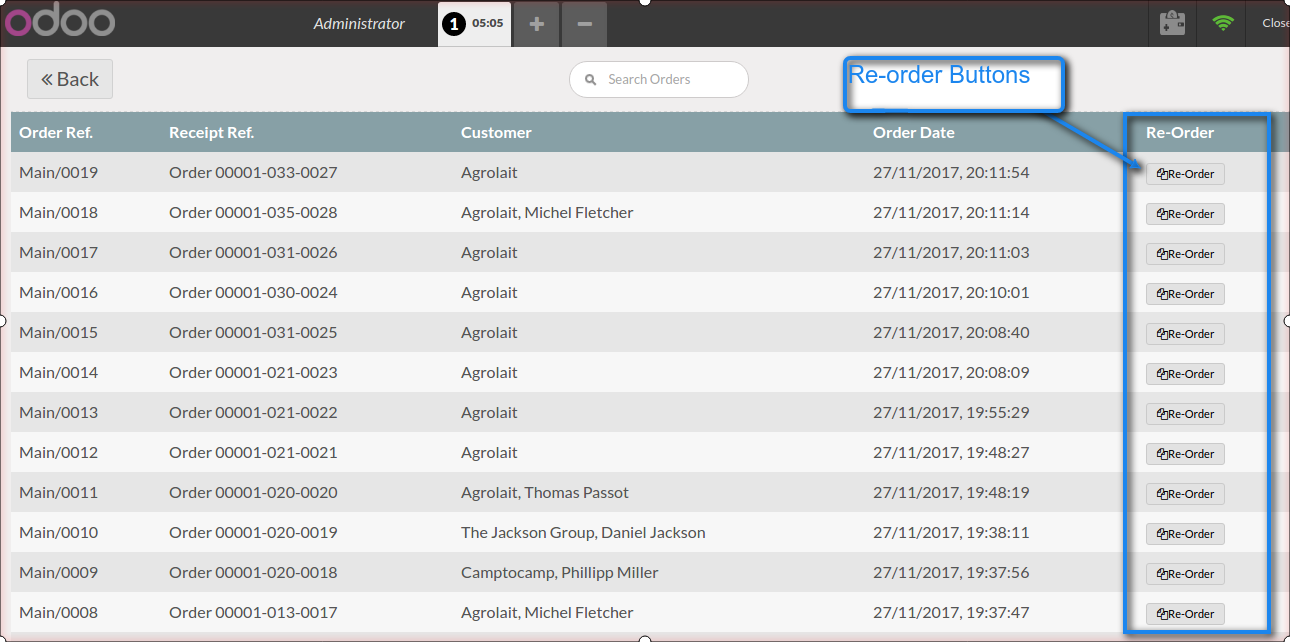 odoo Administrator 1 05:05 + − Close
« Back Search Orders Re-order Buttons
Order Ref. Receipt Ref. Customer Order Date Re-Order
Main/0019 Order 00001-033-0027 Agrolait 27/11/2017, 20:11:54 Re-Order
Main/0018 Order 00001-035-0028 Agrolait, Michel Fletcher 27/11/2017, 20:11:14 Re-Order
Main/0017 Order 00001-031-0026 Agrolait 27/11/2017, 20:11:03 Re-Order
Main/0016 Order 00001-030-0024 Agrolait 27/11/2017, 20:10:01 Re-Order
Main/0015 Order 00001-031-0025 Agrolait 27/11/2017, 20:08:40 Re-Order
Main/0014 Order 00001-021-0023 Agrolait 27/11/2017, 20:08:09 Re-Order
Main/0013 Order 00001-021-0022 Agrolait 27/11/2017, 19:55:29 Re-Order
Main/0012 Order 00001-021-0021 Agrolait 27/11/2017, 19:48:27 Re-Order
Main/0011 Order 00001-020-0020 Agrolait, Thomas Passot 27/11/2017, 19:48:19 Re-Order
Main/0010 Order 00001-020-0019 The Jackson Group, Daniel Jackson 27/11/2017, 19:38:11 Re-Order
Main/0009 Order 00001-020-0018 Camptocamp, Phillipp Miller 27/11/2017, 19:37:56 Re-Order
Main/0008 Order 00001-013-0017 Agrolait, Michel Fletcher 27/11/2017, 19:37:47 Re-Order